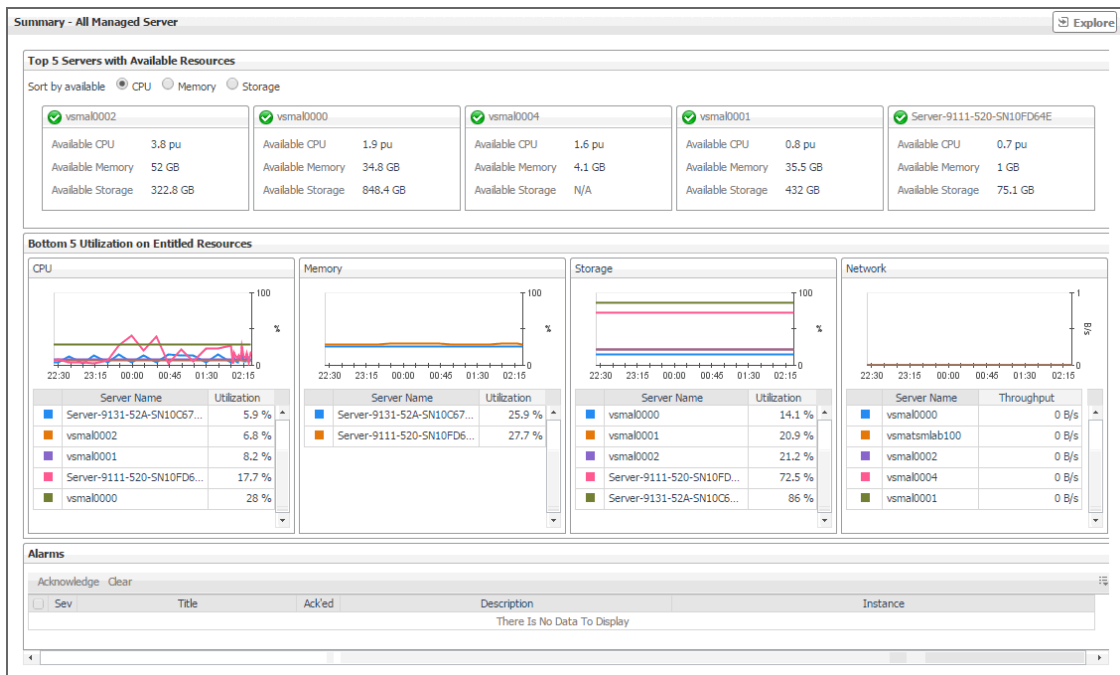 Summary - All Managed Server
Explore
Top 5 Servers with Available Resources
Sort by available CPU Memory Storage
vsmal0002
Available CPU 3.8 pu
Available Memory 52 GB
Available Storage 322.8 GB
vsmal0000
Available CPU 1.9 pu
Available Memory 34.8 GB
Available Storage 848.4 GB
vsmal0004
Available CPU 1.6 pu
Available Memory 4.1 GB
Available Storage N/A
vsmal0001
Available CPU 0.8 pu
Available Memory 35.5 GB
Available Storage 432 GB
Server-9111-520-SN10FD64E
Available CPU 0.7 pu
Available Memory 1 GB
Available Storage 75.1 GB
Bottom 5 Utilization on Entitled Resources
CPU
100
%
0
22:30 23:15 00:00 00:45 01:30 02:15
Server Name Utilization
Server-9131-52A-SN10C67... 5.9 %
vsmal0002 6.8 %
vsmal0001 8.2 %
Server-9111-520-SN10FD6... 17.7 %
vsmal0000 28 %
Memory
100
%
0
22:30 23:15 00:00 00:45 01:30 02:15
Server Name Utilization
Server-9131-52A-SN10C67... 25.9 %
Server-9111-520-SN10FD6... 27.7 %
Storage
100
%
0
22:30 23:15 00:00 00:45 01:30 02:15
Server Name Utilization
vsmal0000 14.1 %
vsmal0001 20.9 %
vsmal0002 21.2 %
Server-9111-520-SN10FD... 72.5 %
Server-9131-52A-SN10C6... 86 %
Network
1
B/s
0
22:30 23:15 00:00 00:45 01:30 02:15
Server Name Throughput
vsmal0000 0 B/s
vsmatsmlab100 0 B/s
vsmal0002 0 B/s
vsmal0004 0 B/s
vsmal0001 0 B/s
Alarms
Acknowledge Clear
Sev Title Ack'ed Description Instance
There Is No Data To Display